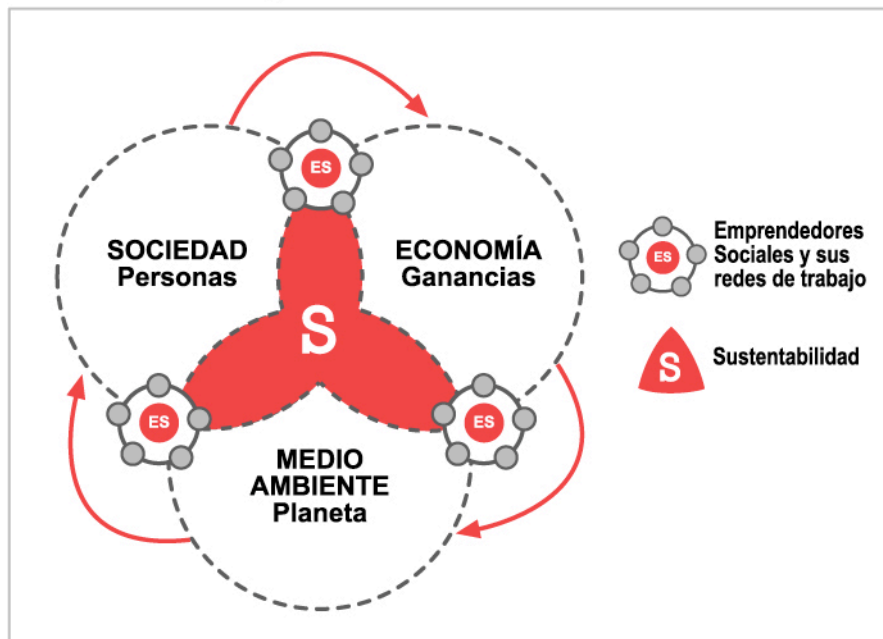 ES
SOCIEDAD
Personas
ECONOMÍA
Ganancias
S
ES
ES
MEDIO
AMBIENTE
Planeta
ES
Emprendedores
Sociales y sus
redes de trabajo
S
Sustentabilidad